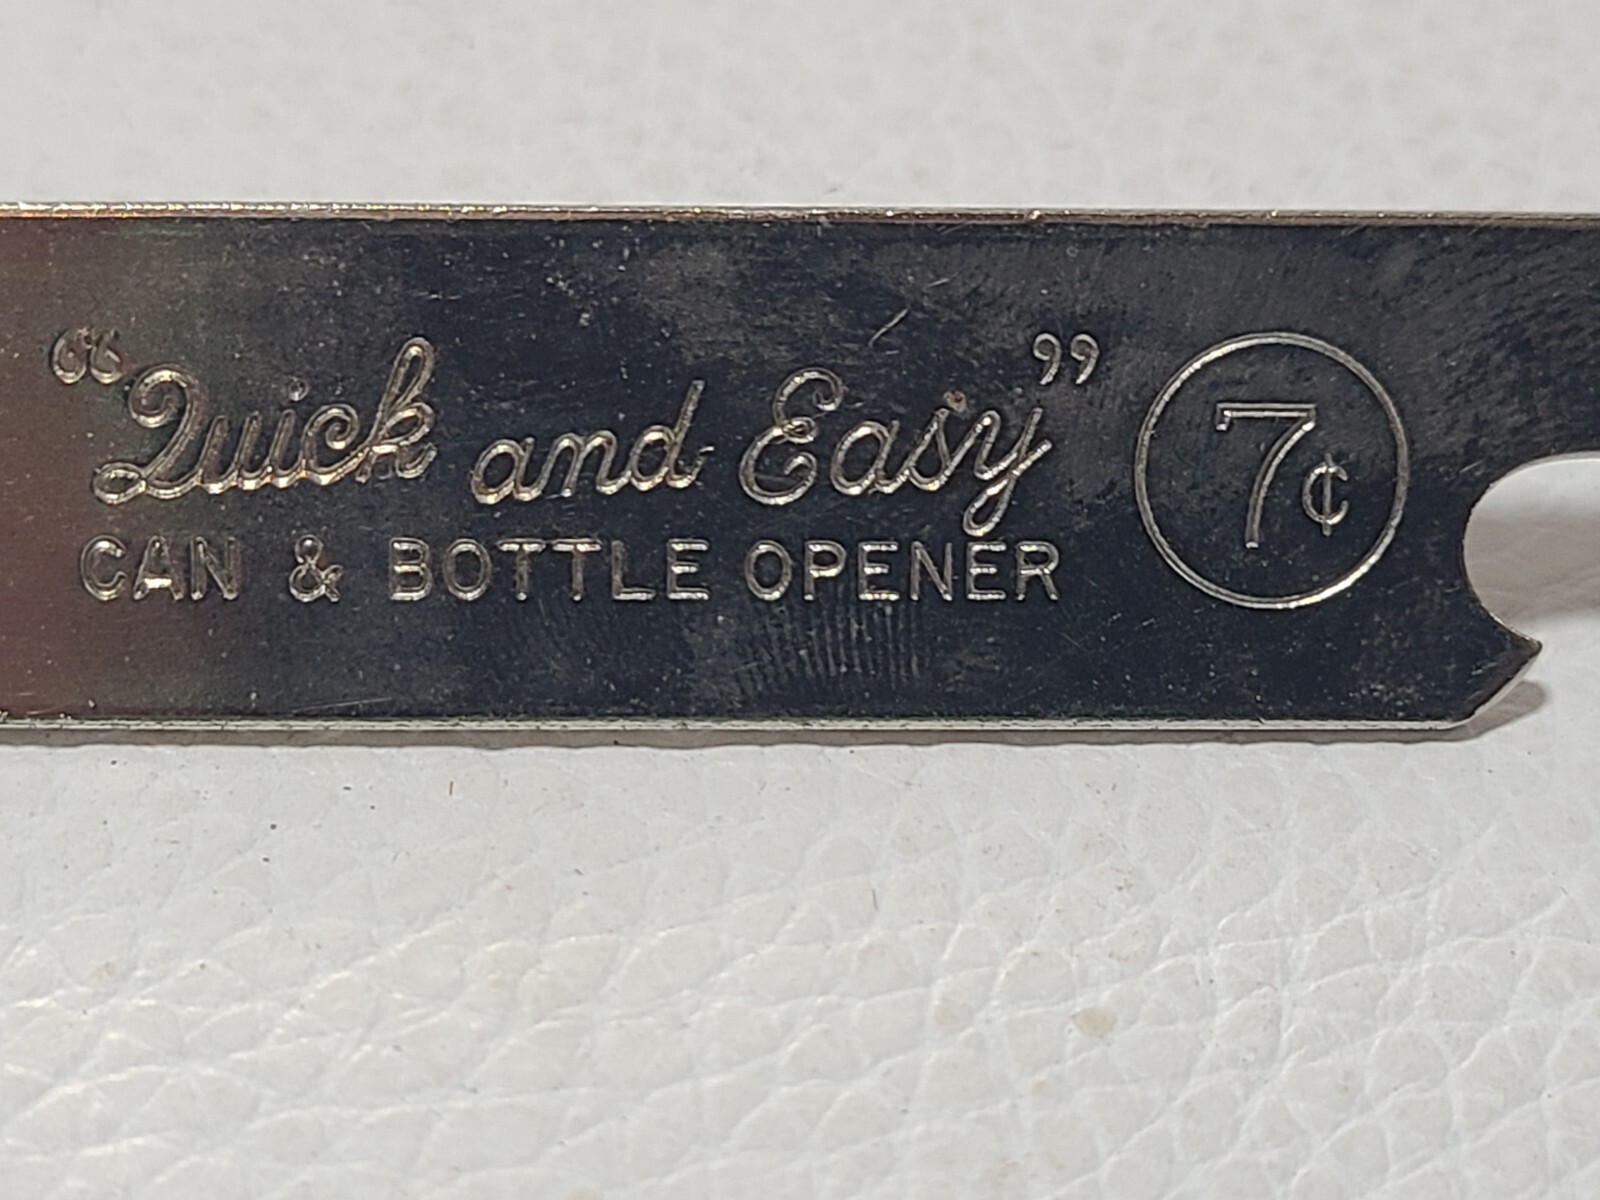 “Quick and Easy” 7¢
CAN & BOTTLE OPENER